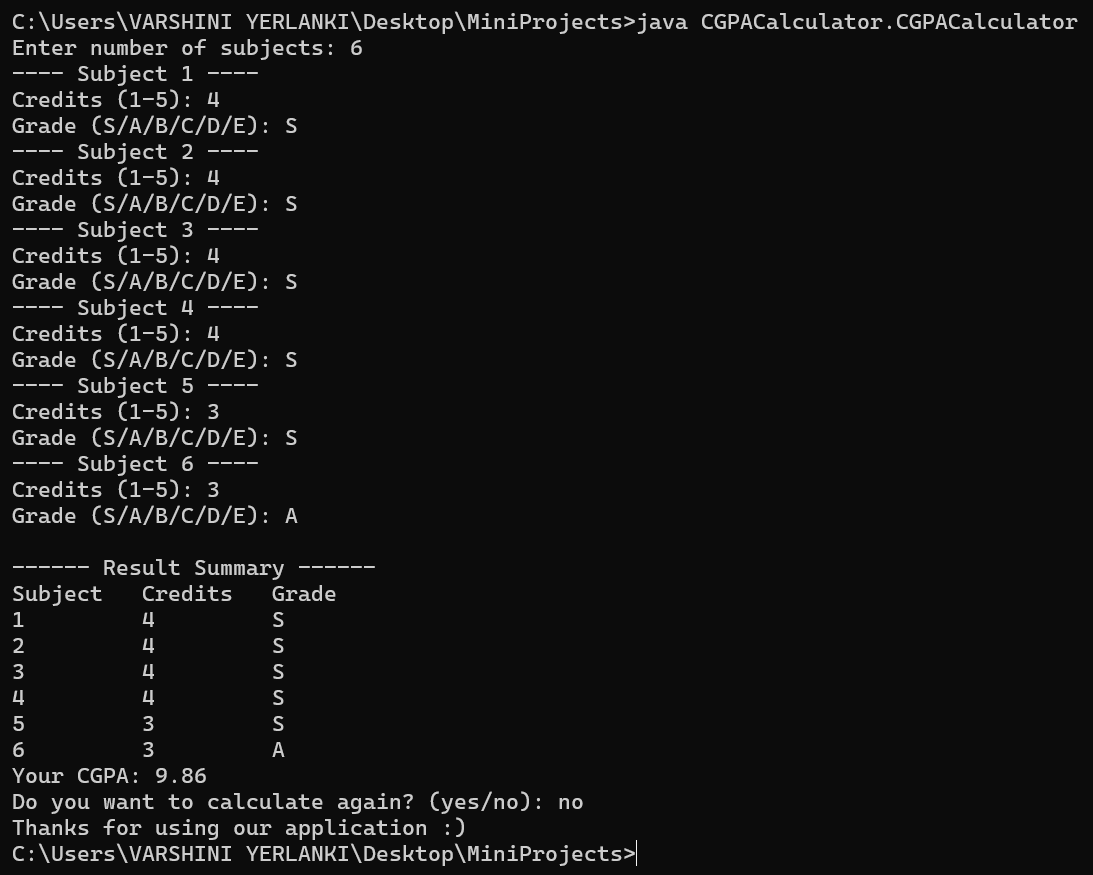 C:\Users\VARSHINI YERLANKI\Desktop\MiniProjects>java CGPACalculator.CGPACalculator
Enter number of subjects: 6
---- Subject 1 ----
Credits (1-5): 4
Grade (S/A/B/C/D/E): S
---- Subject 2 ----
Credits (1-5): 4
Grade (S/A/B/C/D/E): S
---- Subject 3 ----
Credits (1-5): 4
Grade (S/A/B/C/D/E): S
---- Subject 4 ----
Credits (1-5): 4
Grade (S/A/B/C/D/E): S
---- Subject 5 ----
Credits (1-5): 3
Grade (S/A/B/C/D/E): S
---- Subject 6 ----
Credits (1-5): 3
Grade (S/A/B/C/D/E): A

------ Result Summary ------
Subject   Credits   Grade
1         4         S
2         4         S
3         4         S
4         4         S
5         3         S
6         3         A
Your CGPA: 9.86
Do you want to calculate again? (yes/no): no
Thanks for using our application :)
C:\Users\VARSHINI YERLANKI\Desktop\MiniProjects>